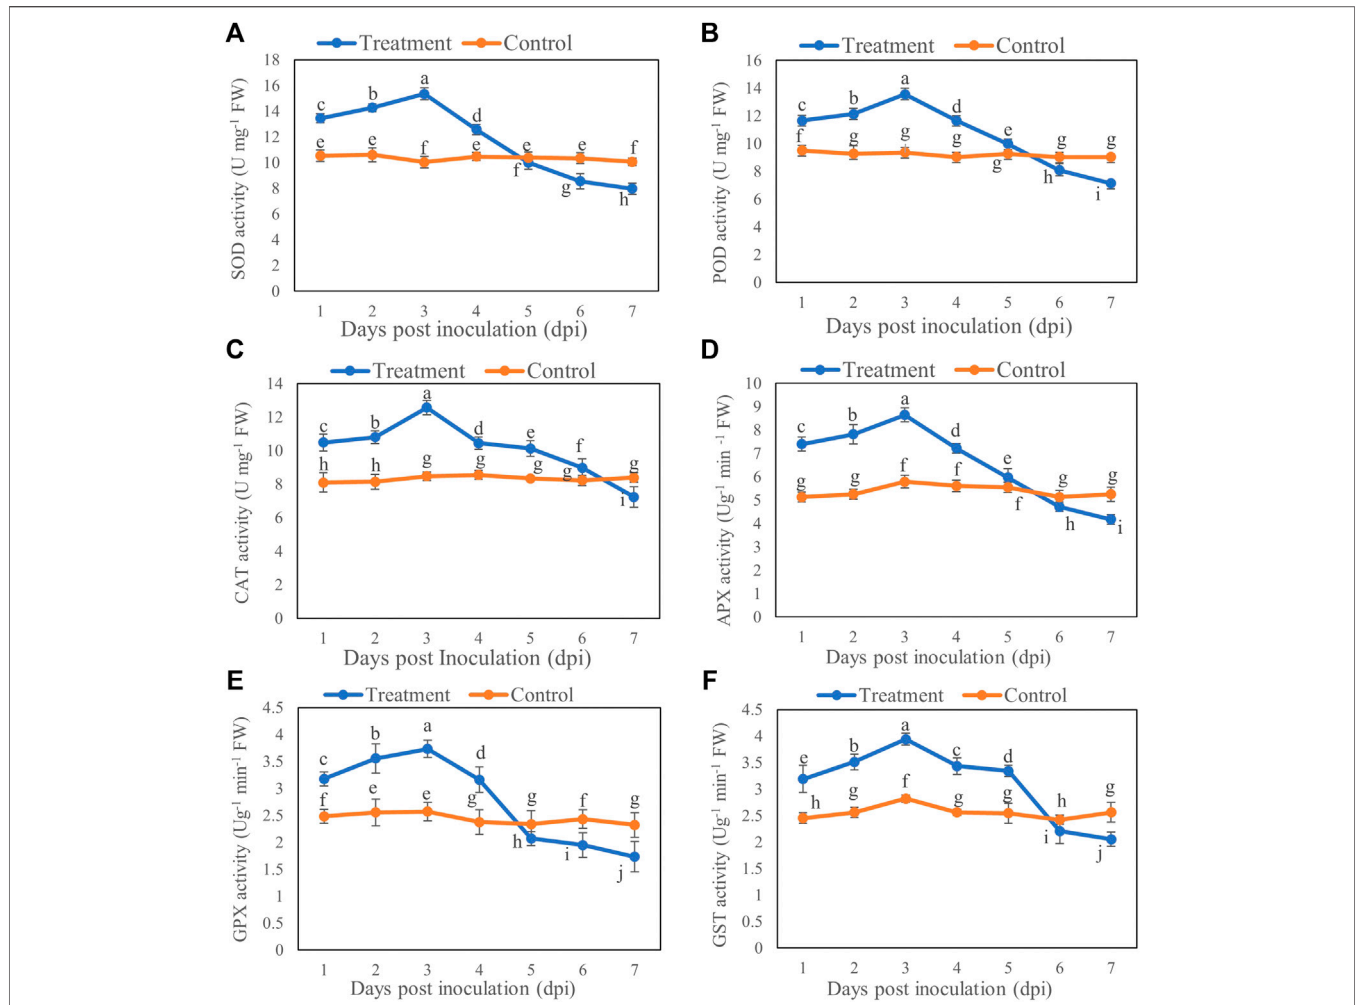 A
Treatment Control
SOD activity (U mg-1 FW)
18
16
14
12
10
8
6
4
2
0
c b a d f g h
e e f e e e f
1 2 3 4 5 6 7
Days post inoculation (dpi)
B
Treatment Control
POD activity (U mg-1 FW)
16
14
12
10
8
6
4
2
0
c b a d e h i
f g g g g g g
1 2 3 4 5 6 7
Days post inoculation (dpi)
C
Treatment Control
CAT activity (U mg-1 FW)
14
12
10
8
6
4
2
0
c b a d e f i
h h g g g g g
1 2 3 4 5 6 7
Days post Inoculation (dpi)
D
Treatment Control
APX activity (Ug-1 min -1 FW)
10
9
8
7
6
5
4
3
2
1
0
c b a d e h i
g g f f f g g
1 2 3 4 5 6 7
Days post inoculation (dpi)
E
Treatment Control
GPX activity (Ug-1 min-1 FW)
4.5
4
3.5
3
2.5
2
1.5
1
0.5
0
c b a d h i j
f e e g g f g
1 2 3 4 5 6 7
Days post inoculation (dpi)
F
Treatment Control
GST activity (Ug-1 min-1 FW)
4.5
4
3.5
3
2.5
2
1.5
1
0.5
0
e b a c d i j
h g f g g h g
1 2 3 4 5 6 7
Days post inoculation (dpi)